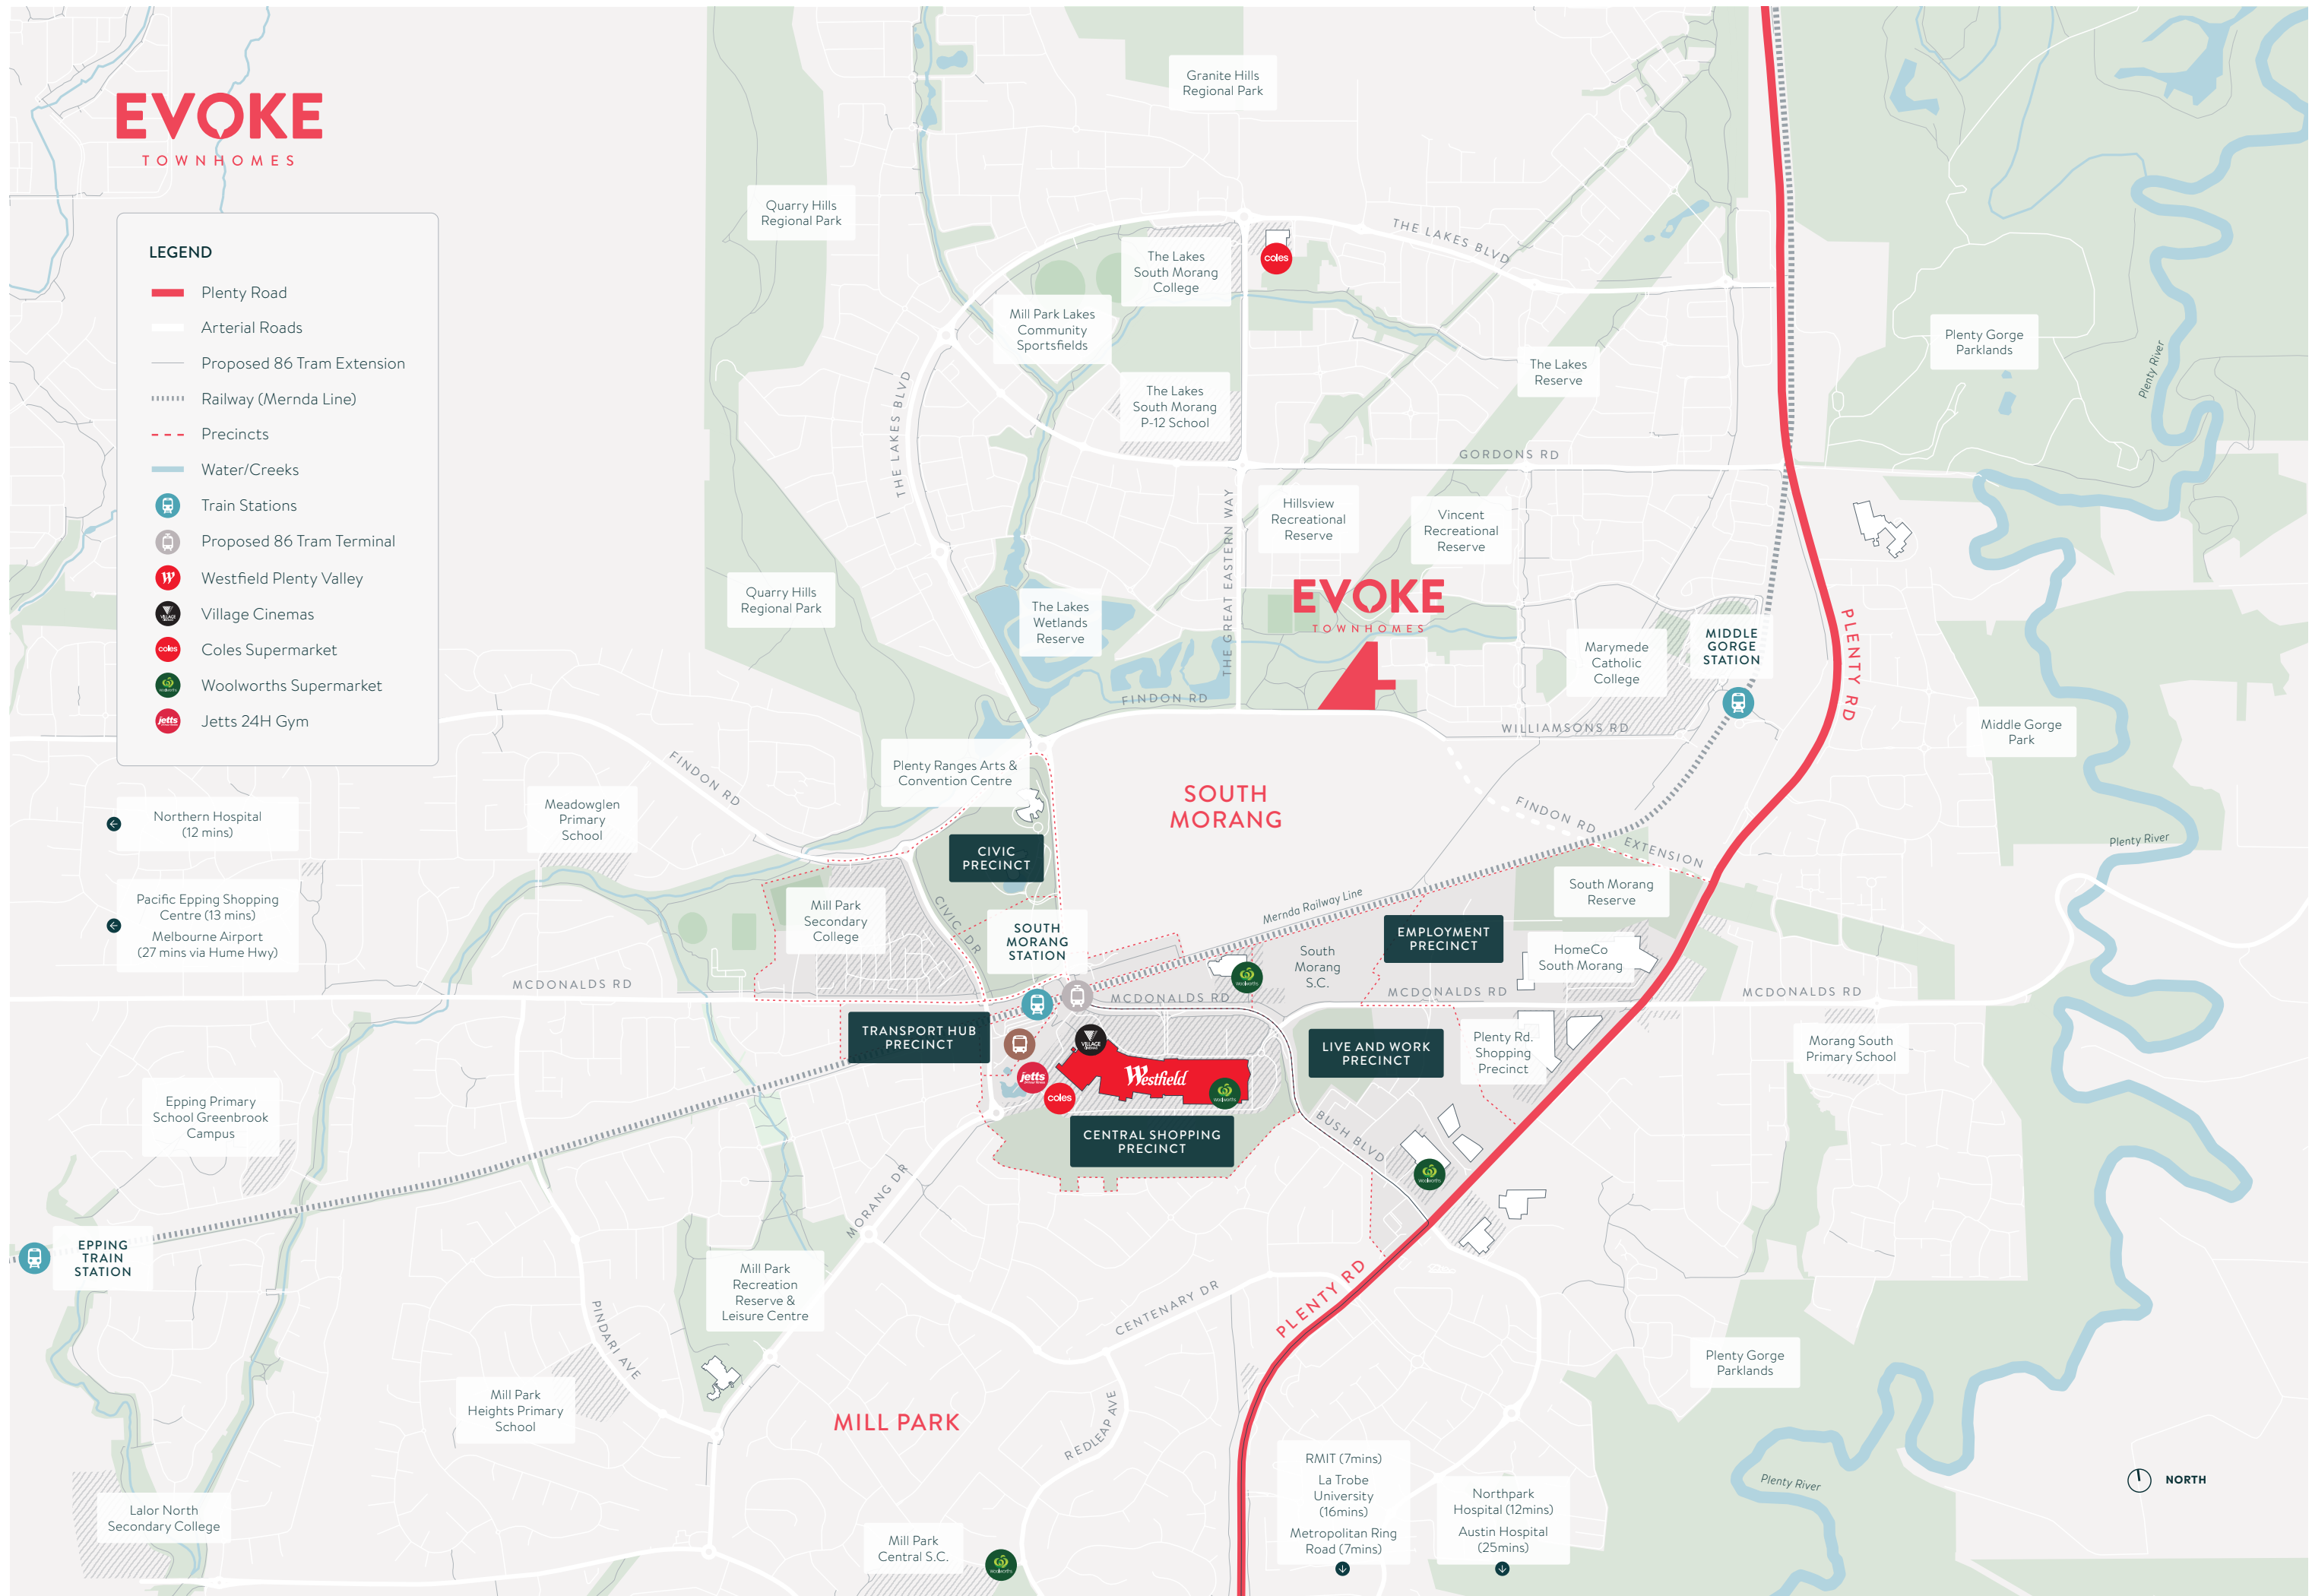 EVOKE
TOWNHOMES
LEGEND
Plenty Road
Arterial Roads
Proposed 86 Tram Extension
Railway (Mernda Line)
Precincts
Water/Creeks
Train Stations
Proposed 86 Tram Terminal
Westfield Plenty Valley
Village Cinemas
coles
Coles Supermarket
Woolworths Supermarket
jetts
Jetts 24H Gym
Granite Hills
Regional Park
Quarry Hills
Regional Park
The Lakes
South Morang
College
coles
THE LAKES BLVD
Mill Park Lakes
Community
Sportsfields
The Lakes
South Morang
P-12 School
The Lakes
Reserve
Plenty Gorge
Parklands
Plenty River
THE LAKES BLVD
GORDONS RD
THE GREAT EASTERN WAY
Hillsview
Recreational
Reserve
Vincent
Recreational
Reserve
EVOKE
TOWNHOMES
Quarry Hills
Regional Park
The Lakes
Wetlands
Reserve
Marymede
Catholic
College
MIDDLE
GORGE
STATION
PLENTY RD
FINDON RD
WILLIAMSONS RD
Middle Gorge
Park
FINDON RD
Plenty Ranges Arts &
Convention Centre
SOUTH
MORANG
FINDON RD
EXTENSION
Plenty River
Northern Hospital
(12 mins)
Meadowglen
Primary
School
CIVIC
PRECINCT
Pacific Epping Shopping
Centre (13 mins)
Melbourne Airport
(27 mins via Hume Hwy)
Mill Park
Secondary
College
CIVIC DR
SOUTH
MORANG
STATION
Mernda Railway Line
South
Morang
S.C.
EMPLOYMENT
PRECINCT
South Morang
Reserve
HomeCo
South Morang
MCDONALDS RD
MCDONALDS RD
MCDONALDS RD
MCDONALDS RD
TRANSPORT HUB
PRECINCT
VILLAGE
jetts
coles
Westfield
Woolworths
Woolworths
LIVE AND WORK
PRECINCT
Plenty Rd.
Shopping
Precinct
Morang South
Primary School
Epping Primary
School Greenbrook
Campus
CENTRAL SHOPPING
PRECINCT
BUSH BLVD
Woolworths
MORANG DR
EPPING
TRAIN
STATION
Mill Park
Recreation
Reserve &
Leisure Centre
PINDARI AVE
CENTENARY DR
PLENTY RD
Plenty Gorge
Parklands
Mill Park
Heights Primary
School
MILL PARK
REDLEAP AVE
RMIT (7mins)
La Trobe
University
(16mins)
Metropolitan Ring
Road (7mins)
Northpark
Hospital (12mins)
Austin Hospital
(25mins)
Plenty River
NORTH
Lalor North
Secondary College
Mill Park
Central S.C.
Woolworths